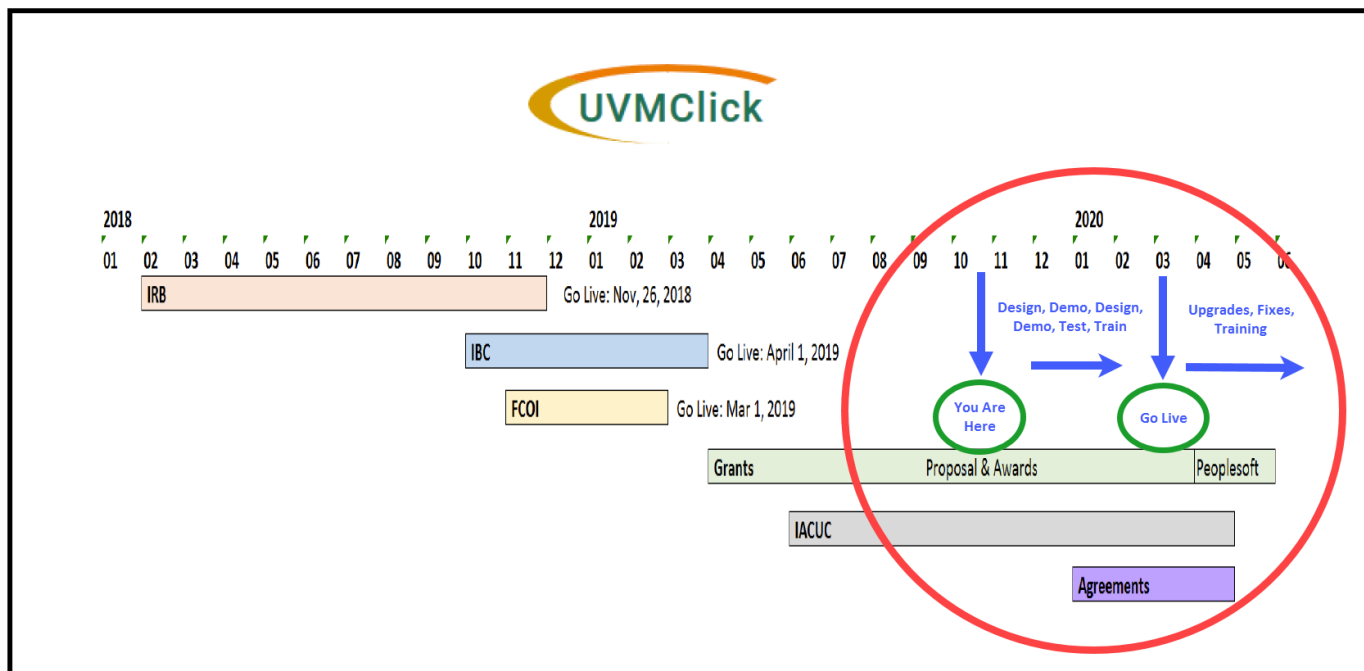 UVMClick
2018 2019 2020
01 02 03 04 05 06 07 08 09 10 11 12 01 02 03 04 05 06 07 08 09 10 11 12 01 02 03 04 05 06
IRB Go Live: Nov, 26, 2018
Design, Demo, Design,
Demo, Test, Train
Upgrades, Fixes,
Training
IBC Go Live: April 1, 2019
FCOI Go Live: Mar 1, 2019
You Are
Here
Go Live
Grants Proposal & Awards Peoplesoft
IACUC
Agreements